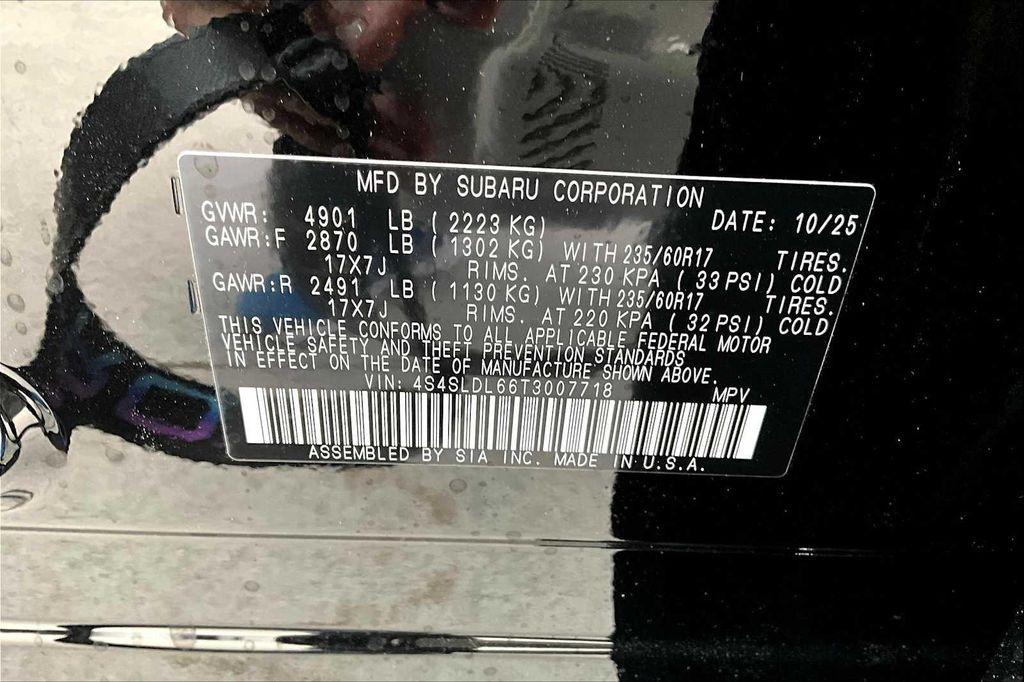 MFD BY SUBARU CORPORATION
GVWR: 4901 LB ( 2223 KG) DATE: 10/25
GAWR:F 2870 LB ( 1302 KG) WITH 235/60R17 TIRES.
17X7J RIMS. AT 230 KPA ( 33 PSI) COLD
GAWR:R 2491 LB ( 1130 KG) WITH 235/60R17 TIRES.
17X7J RIMS. AT 220 KPA ( 32 PSI) COLD
THIS VEHICLE CONFORMS TO ALL APPLICABLE FEDERAL MOTOR
VEHICLE SAFETY AND THEFT PREVENTION STANDARDS
IN EFFECT ON THE DATE OF MANUFACTURE SHOWN ABOVE.
VIN: 4S4SLDL66T3007718 MPV
ASSEMBLED BY SIA INC. MADE IN U.S.A.